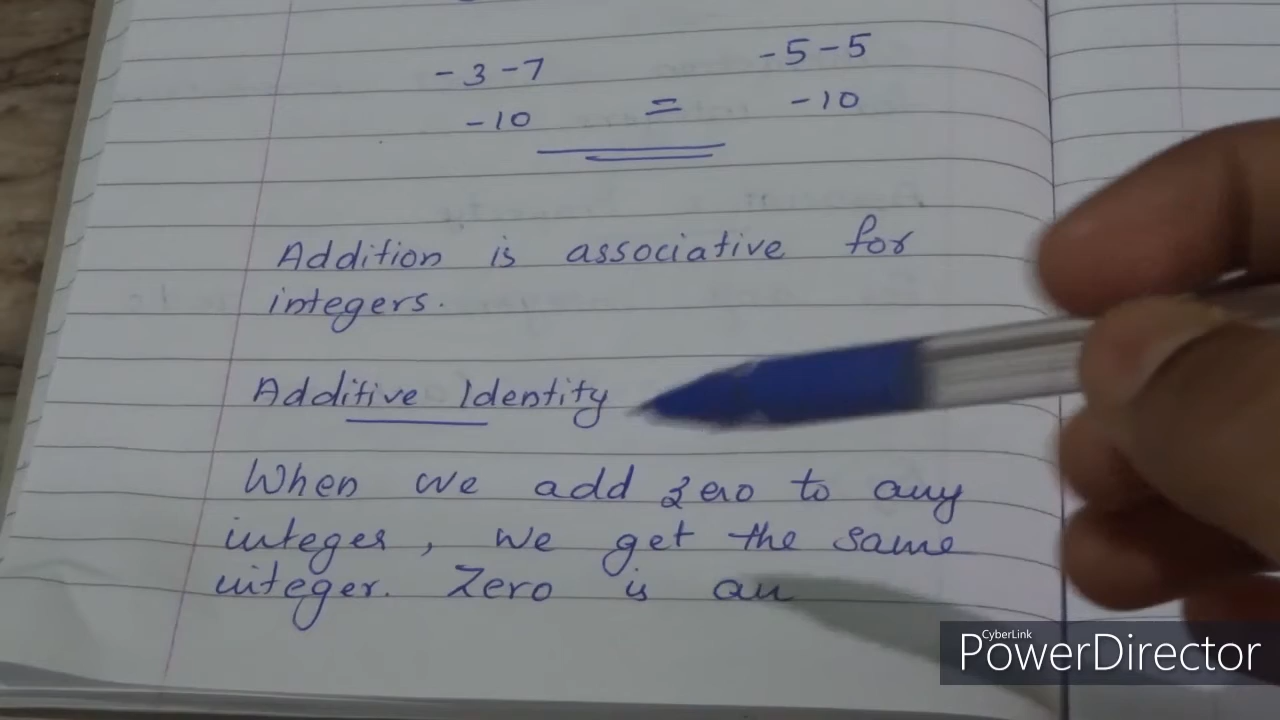 -3-7 -5-5
-10 = -10
Addition is associative for
integers.
Additive Identity
When we add zero to any
integer, we get the same
integer. Zero is an
CyberLink
PowerDirector